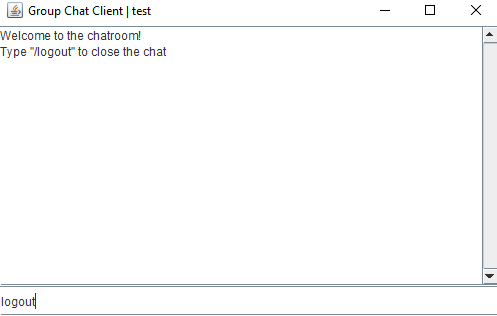 Group Chat Client | test
Welcome to the chatroom!
Type "/logout" to close the chat
logout